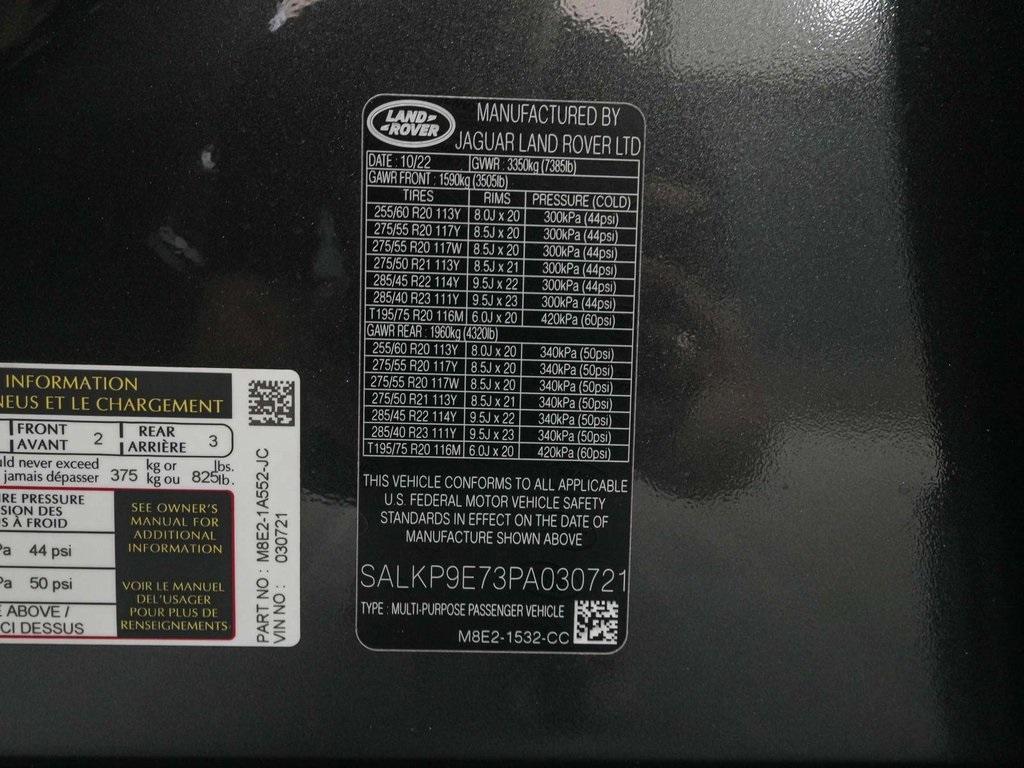 LAND-
-ROVER
MANUFACTURED BY
JAGUAR LAND ROVER LTD
DATE : 10/22 GVWR : 3350kg (7385lb)
GAWR FRONT : 1590kg (3505lb)
TIRES RIMS PRESSURE (COLD)
255/60 R20 113Y 8.0J x 20 300kPa (44psi)
275/55 R20 117Y 8.5J x 20 300kPa (44psi)
275/55 R20 117W 8.5J x 20 300kPa (44psi)
275/50 R21 113Y 8.5J x 21 300kPa (44psi)
285/45 R22 114Y 9.5J x 22 300kPa (44psi)
285/40 R23 111Y 9.5J x 23 300kPa (44psi)
T195/75 R20 116M 6.0J x 20 420kPa (60psi)
GAWR REAR : 1960kg (4320lb)
255/60 R20 113Y 8.0J x 20 340kPa (50psi)
275/55 R20 117Y 8.5J x 20 340kPa (50psi)
275/55 R20 117W 8.5J x 20 340kPa (50psi)
275/50 R21 113Y 8.5J x 21 340kPa (50psi)
285/45 R22 114Y 9.5J x 22 340kPa (50psi)
285/40 R23 111Y 9.5J x 23 340kPa (50psi)
T195/75 R20 116M 6.0J x 20 420kPa (60psi)
THIS VEHICLE CONFORMS TO ALL APPLICABLE
U.S. FEDERAL MOTOR VEHICLE SAFETY
STANDARDS IN EFFECT ON THE DATE OF
MANUFACTURE SHOWN ABOVE
SALKP9E73PA030721
TYPE : MULTI-PURPOSE PASSENGER VEHICLE
M8E2-1532-CC
INFORMATION
ET LE CHARGEMENT
FRONT 2 REAR 3
AVANT ARRIÈRE
never exceed 375 kg or 825 lbs.
jamais dépasser kg ou lb.
PRESSURE
DES
À FROID
44 psi
50 psi
ABOVE /
DESSUS
SEE OWNER'S
MANUAL FOR
ADDITIONAL
INFORMATION
VOIR LE MANUEL
DEL'USAGER
POUR PLUS DE
RENSEIGNEMENTS
PART NO : M8E2-1A552-JC
VIN NO : 030721